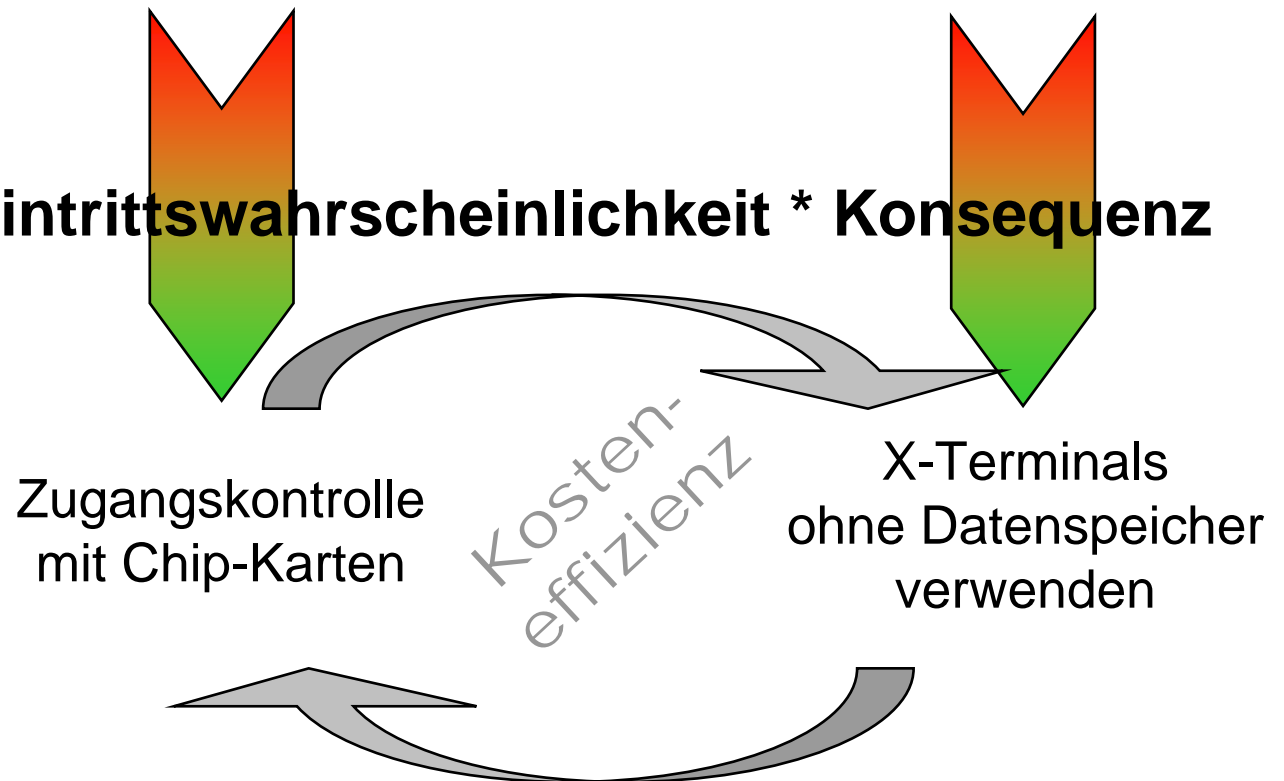 intrittswahrscheinlichkeit * Konsequenz
Kosten-
effizienz
Zugangskontrolle
mit Chip-Karten
X-Terminals
ohne Datenspeicher
verwenden